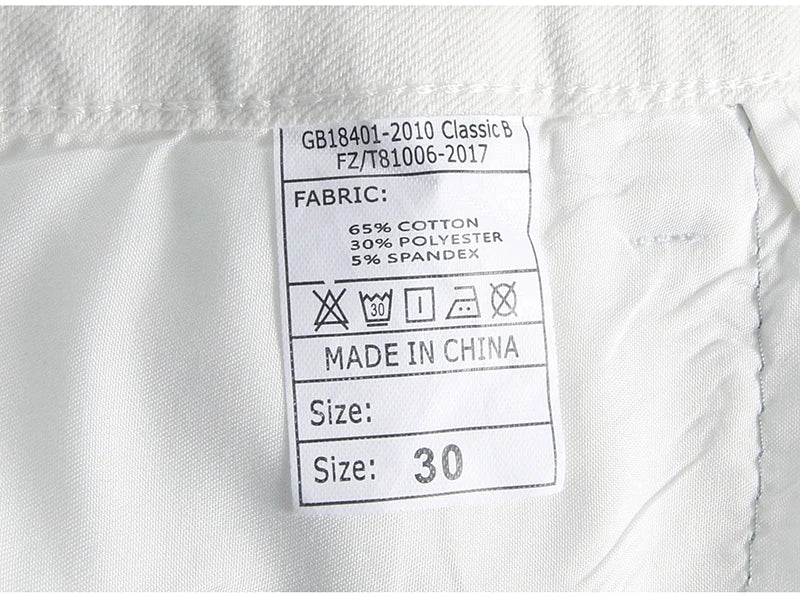 GB18401-2010 Classic B
FZ/T81006-2017
FABRIC:
65% COTTON
30% POLYESTER
5% SPANDEX
30
MADE IN CHINA
Size:
Size: 30